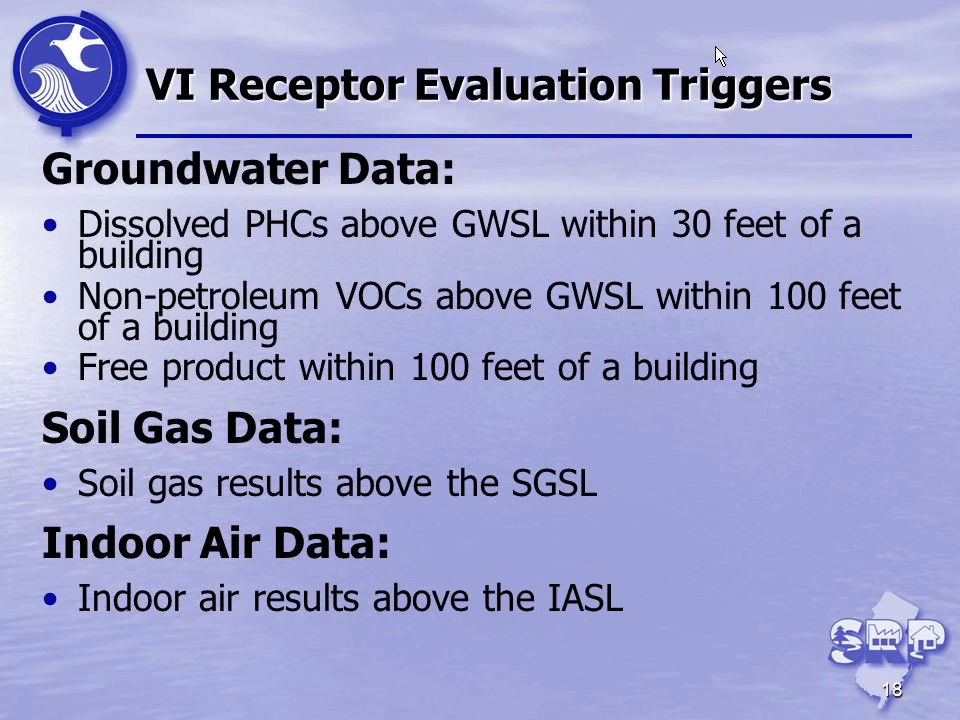 VI Receptor Evaluation Triggers
Groundwater Data:
• Dissolved PHCs above GWSL within 30 feet of a
building
• Non-petroleum VOCs above GWSL within 100 feet
of a building
• Free product within 100 feet of a building
Soil Gas Data:
• Soil gas results above the SGSL
Indoor Air Data:
• Indoor air results above the IASL
SRP
18